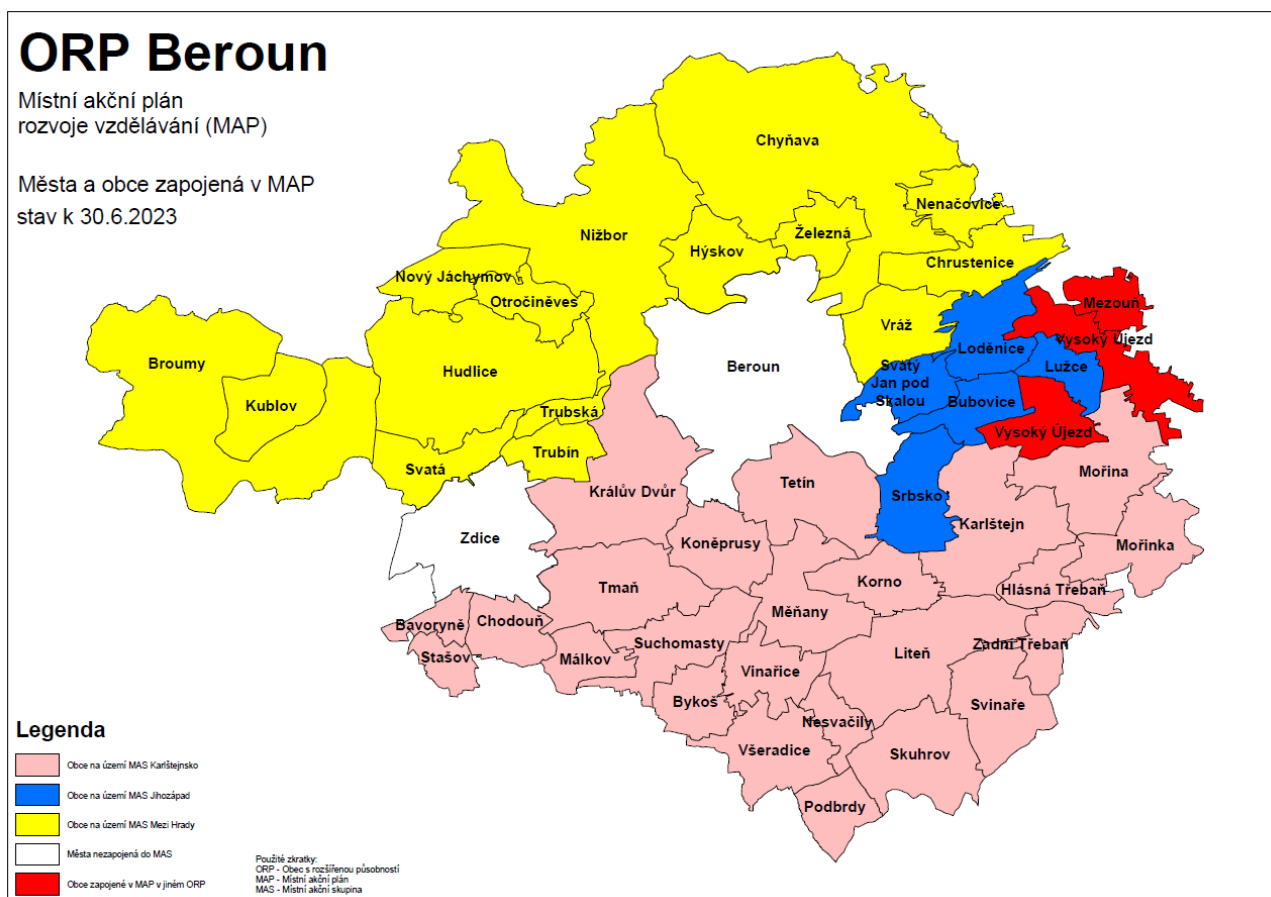 ORP Beroun
Místní akční plán
rozvoje vzdělávání (MAP)
Města a obce zapojená v MAP
stav k 30.6.2023
Chyňava
Nenačovice
Železná
Nižbor
Hýskov
Chrustenice
Nový Jáchymov
Otročiněves
Mezouň
Vráž
Vysoký Újezd
Loděnice
Broumy
Beroun
Svatý
Jan pod
Skalou
Lužce
Hudlice
Kublov
Bubovice
Trubská
Vysoký Újezd
Trubín
Svatá
Mořina
Tetín
Králův Dvůr
Srbsko
Karlštejn
Zdice
Koněprusy
Mořinka
Korno
Tmaň
Hlásná Třebaň
Měňany
Bavoryně
Chodouň
Suchomasty
Zadní Třebaň
Liteň
Stašov
Málkov
Vinařice
Bykoš
Svinaře
Nesvačily
Všeradice
Skuhrov
Podbrdy
Legenda
Obce na území MAS Karlštejnsko
Obce na území MAS Jihozápad
Obce na území MAS Mezi Hrady
Města nezapojená do MAS
Obce zapojené v MAP v jiném ORP
Použité zkratky:
ORP - Obec s rozšířenou působností
MAP - Místní akční plán
MAS - Místní akční skupina